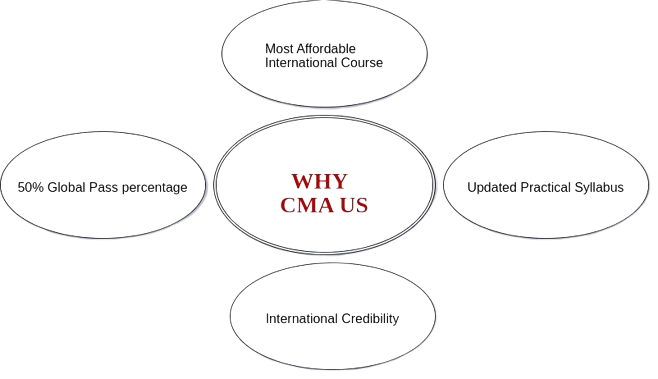 Most Affordable
International Course
50% Global Pass percentage
WHY
CMA US
Updated Practical Syllabus
International Credibility